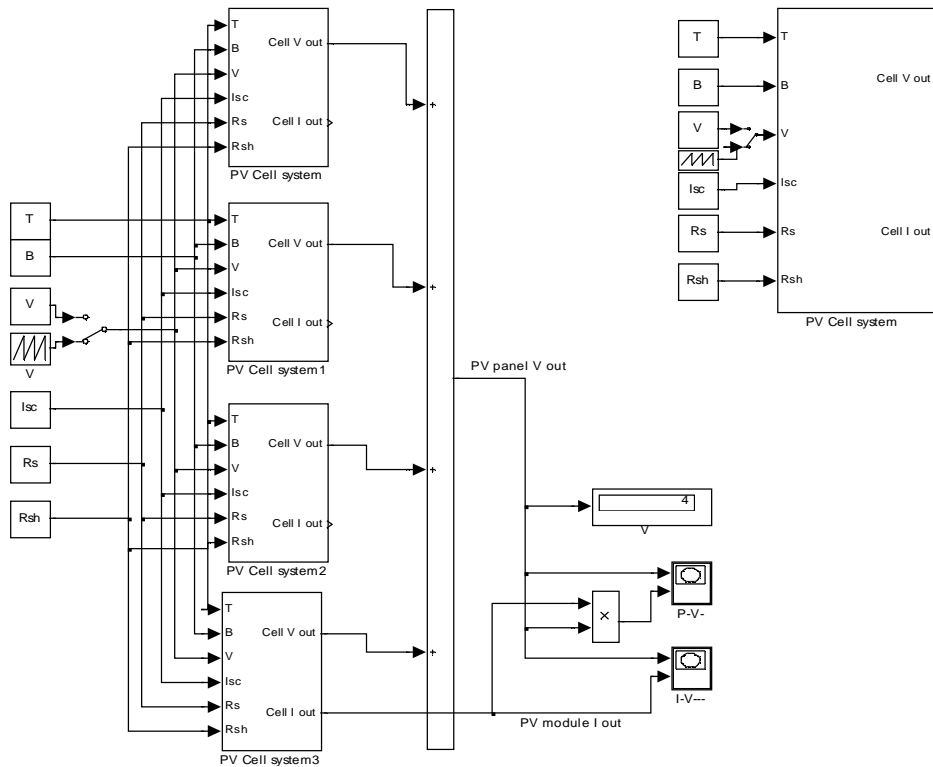 T
B
V
Isc
Rs
Rsh
Cell V out
Cell I out
PV Cell system
T
B
V
Isc
Rs
Rsh
Cell V out
Cell I out
PV Cell system1
T
B
V
Isc
Rs
Rsh
Cell V out
Cell I out
PV Cell system2
T
B
V
Isc
Rs
Rsh
Cell V out
Cell I out
PV Cell system3
T
B
V
V
Isc
Rs
Rsh
+
+
+
+
PV panel V out
4
V
×
P-V-
I-V---
PV module I out
T
B
V
Isc
Rs
Rsh
T
B
V
Isc
Rs
Rsh
Cell V out
Cell I out
PV Cell system